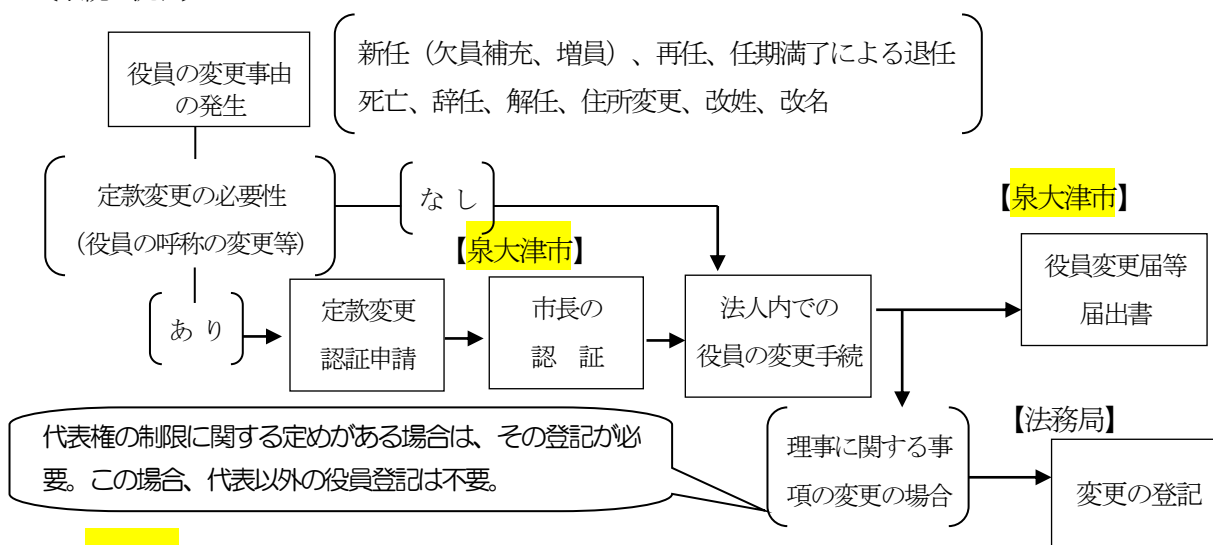 役員の変更事由
の発生
新任（欠員補充、増員）、再任、任期満了による退任
死亡、辞任、解任、住所変更、改姓、改名
定款変更の必要性
（役員の呼称の変更等）
な し
【泉大津市】
【泉大津市】
役員変更届等
届出書
あ り
定款変更
認証申請
市長の
認　証
法人内での
役員の変更手続
代表権の制限に関する定めがある場合は、その登記が必
要。この場合、代表以外の役員登記は不要。
理事に関する事
項の変更の場合
【法務局】
変更の登記